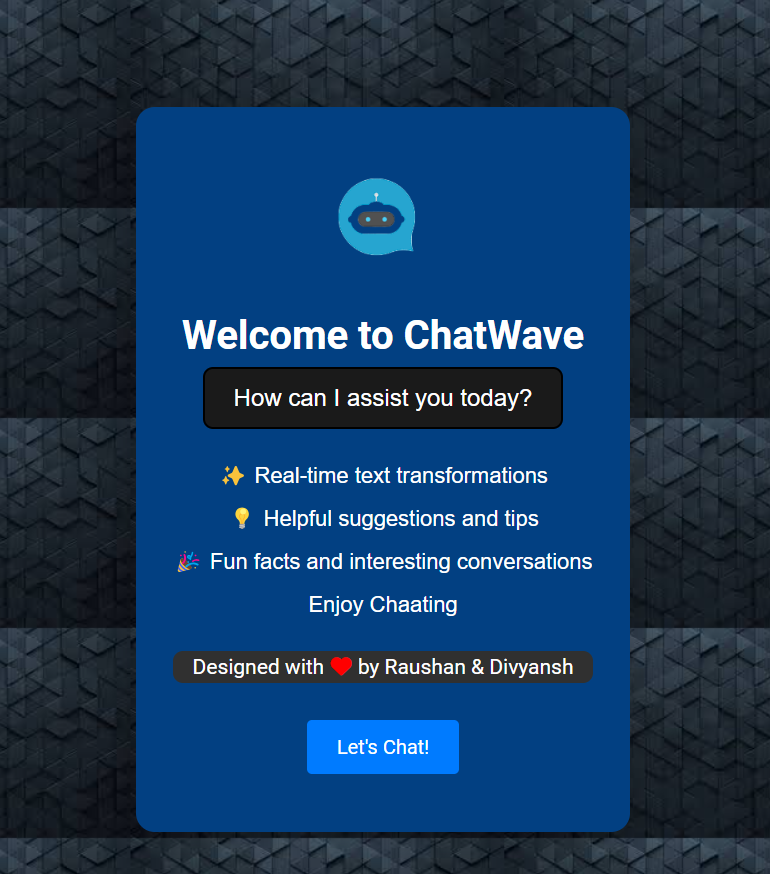 Welcome to ChatWave
How can I assist you today?
✨ Real-time text transformations
💡 Helpful suggestions and tips
🎉 Fun facts and interesting conversations
Enjoy Chaating
Designed with ❤️ by Raushan & Divyansh
Let's Chat!